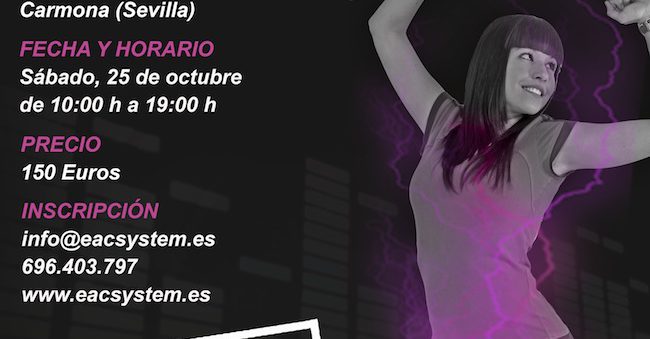 Carmona (Sevilla)
FECHA Y HORARIO
Sábado, 25 de octubre
de 10:00 h a 19:00 h
PRECIO
150 Euros
INSCRIPCIÓN
info@eacsystem.es
696.403.797
www.eacsystem.es